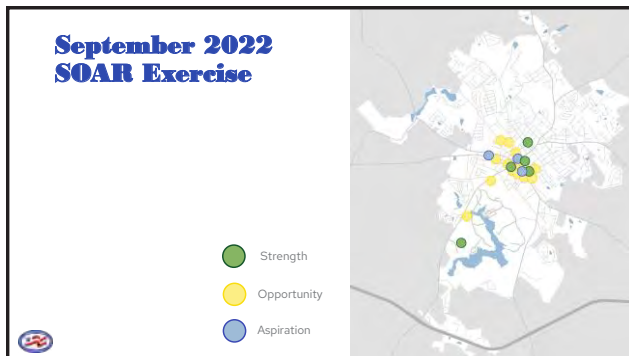 September 2022
SOAR Exercise
Strength
Opportunity
Aspiration